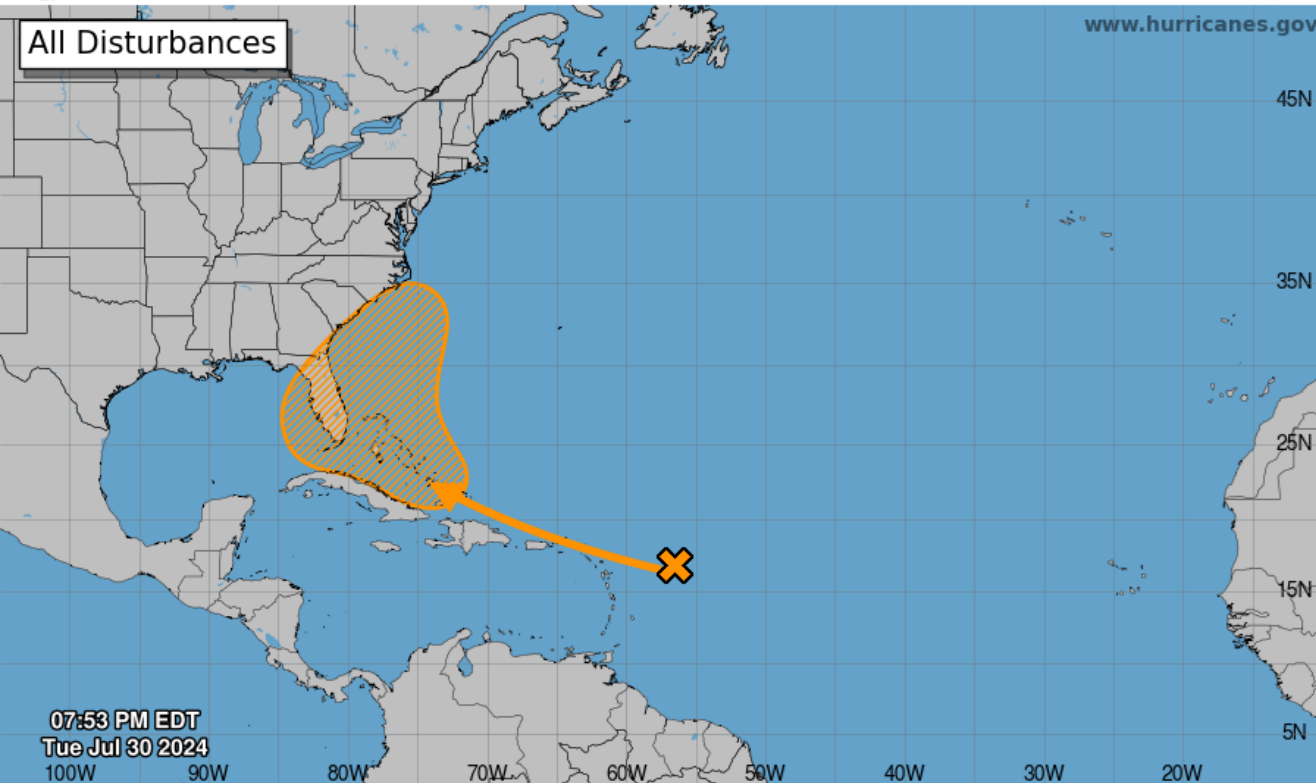 All Disturbances
www.hurricanes.gov
45N
35N
25N
15N
5N
07:53 PM EDT
Tue Jul 30 2024
100W 90W 80W 70W 60W 50W 40W 30W 20W